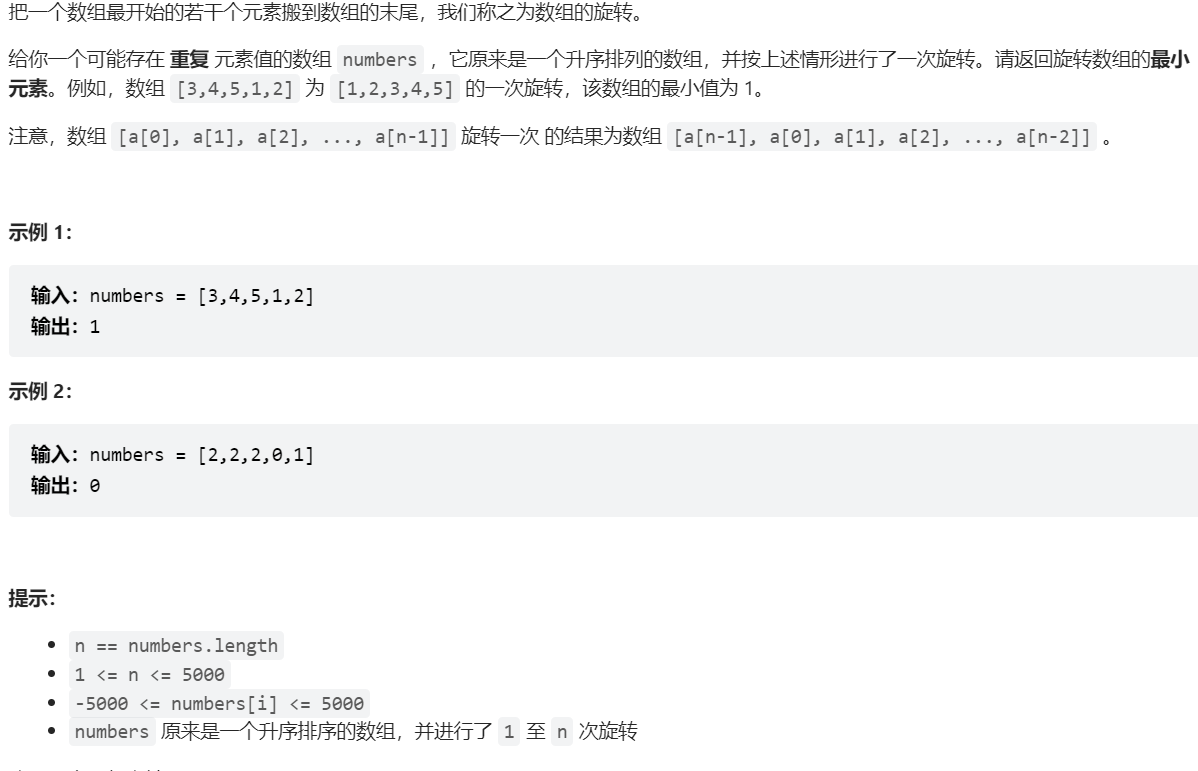 把一个数组最开始的若干个元素搬到数组的末尾，我们称之为数组的旋转。
给你一个可能存在 重复 元素值的数组 numbers ，它原来是一个升序排列的数组，并按上述情形进行了一次旋转。请返回旋转数组的最小
元素。例如，数组 [3,4,5,1,2] 为 [1,2,3,4,5] 的一次旋转，该数组的最小值为 1。
注意，数组 [a[0], a[1], a[2], ..., a[n-1]] 旋转一次 的结果为数组 [a[n-1], a[0], a[1], a[2], ..., a[n-2]] 。
示例 1：
输入：numbers = [3,4,5,1,2]
输出：1
示例 2：
输入：numbers = [2,2,2,0,1]
输出：0
提示：
n == numbers.length
1 <= n <= 5000
-5000 <= numbers[i] <= 5000
numbers 原来是一个升序排序的数组，并进行了 1 至 n 次旋转